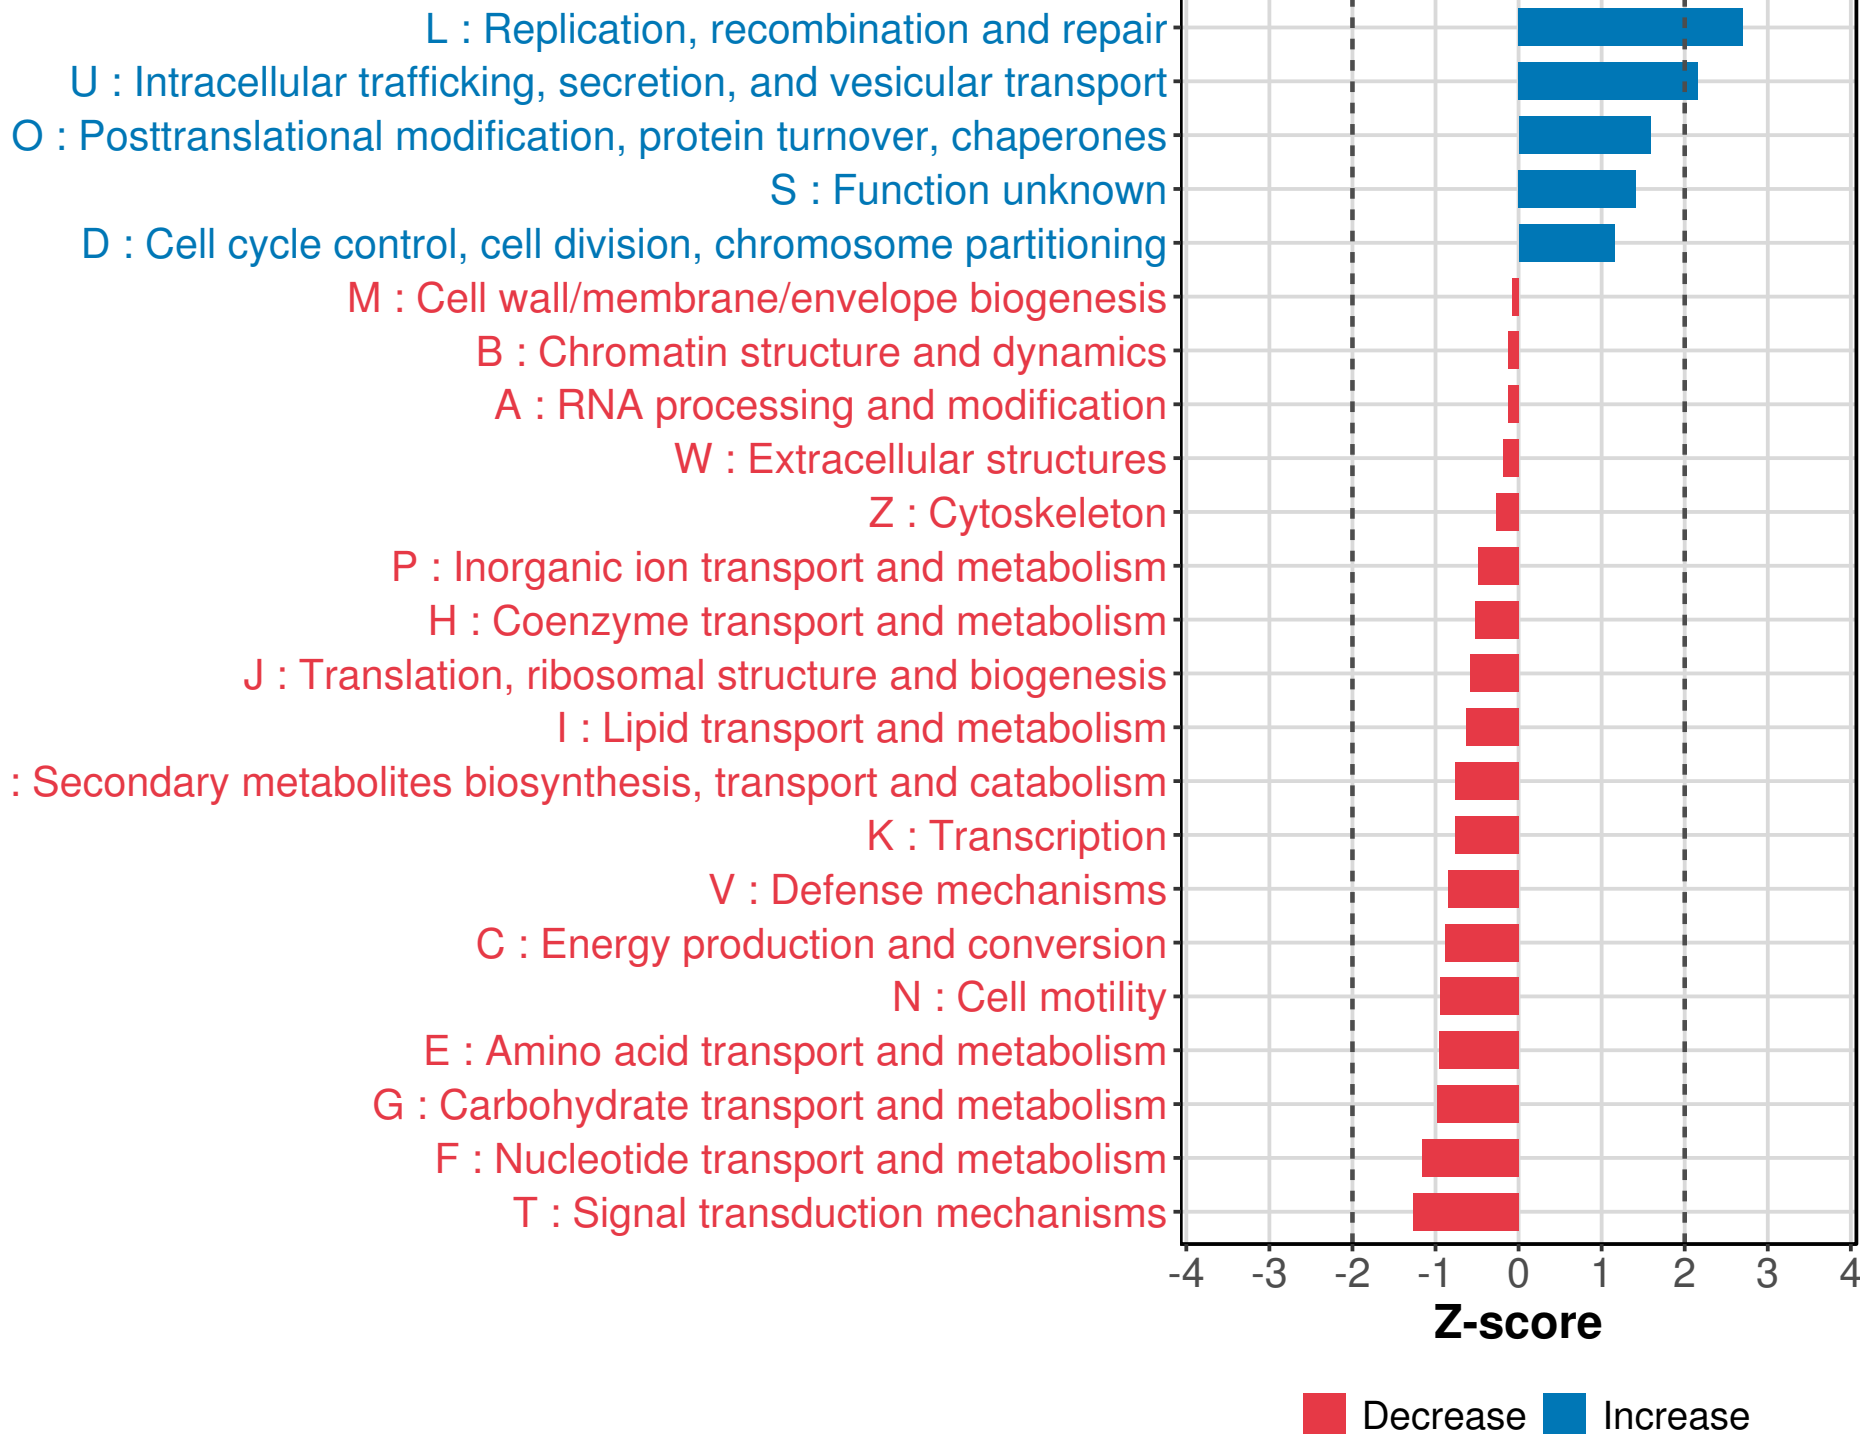 L : Replication, recombination and repair
U : Intracellular trafficking, secretion, and vesicular transport
O : Posttranslational modification, protein turnover, chaperones
S : Function unknown
D : Cell cycle control, cell division, chromosome partitioning
M : Cell wall/membrane/envelope biogenesis
B : Chromatin structure and dynamics
A : RNA processing and modification
W : Extracellular structures
Z : Cytoskeleton
P : Inorganic ion transport and metabolism
H : Coenzyme transport and metabolism
J : Translation, ribosomal structure and biogenesis
I : Lipid transport and metabolism
: Secondary metabolites biosynthesis, transport and catabolism
K : Transcription
V : Defense mechanisms
C : Energy production and conversion
N : Cell motility
E : Amino acid transport and metabolism
G : Carbohydrate transport and metabolism
F : Nucleotide transport and metabolism
T : Signal transduction mechanisms
-4 -3 -2 -1 0 1 2 3 4
Z-score
Decrease Increase